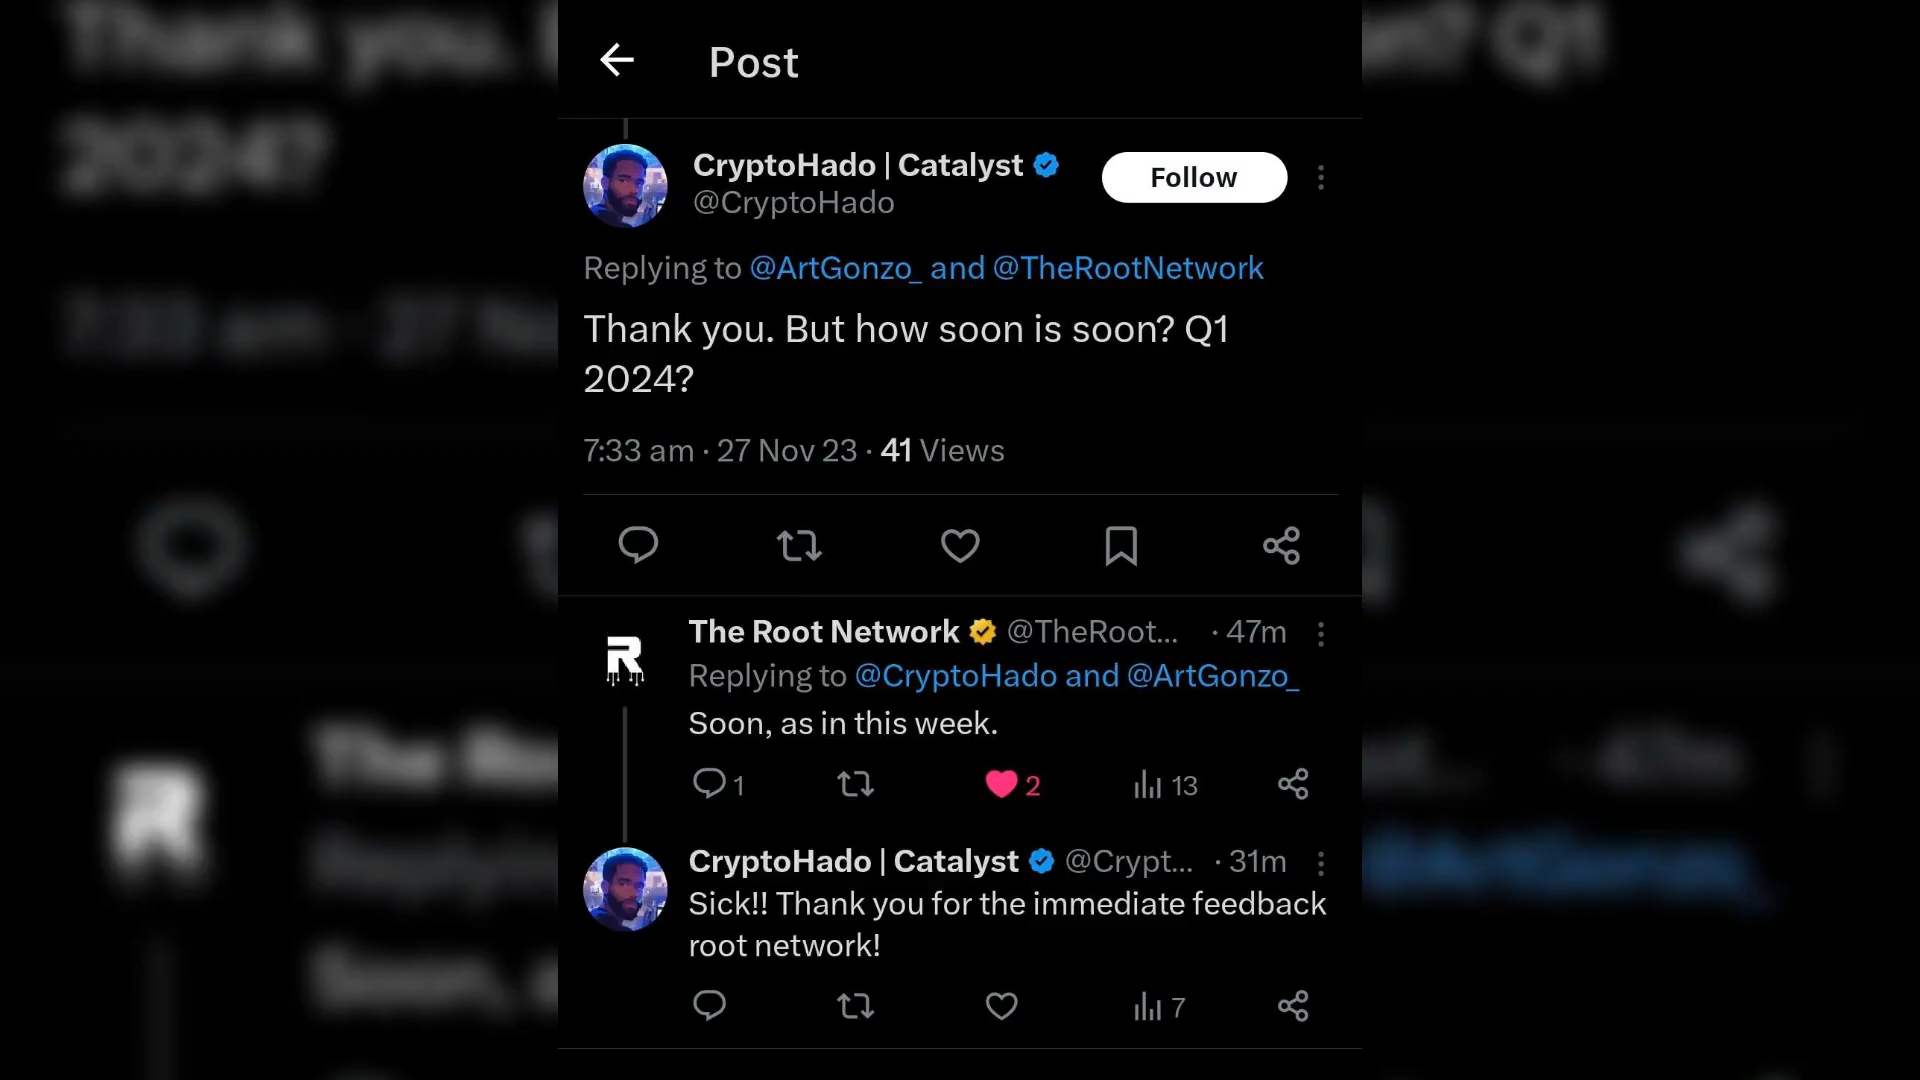 Post
CryptoHado | Catalyst
Follow
@CryptoHado
Replying to @ArtGonzo_ and @TheRootNetwork
Thank you. But how soon is soon? Q1
2024?
7:33 am · 27 Nov 23 · 41 Views
The Root Network @TheRoot... · 47m
Replying to @CryptoHado and @ArtGonzo_
Soon, as in this week.
1 2 13
CryptoHado | Catalyst @Crypt... · 31m
Sick!! Thank you for the immediate feedback
root network!
7